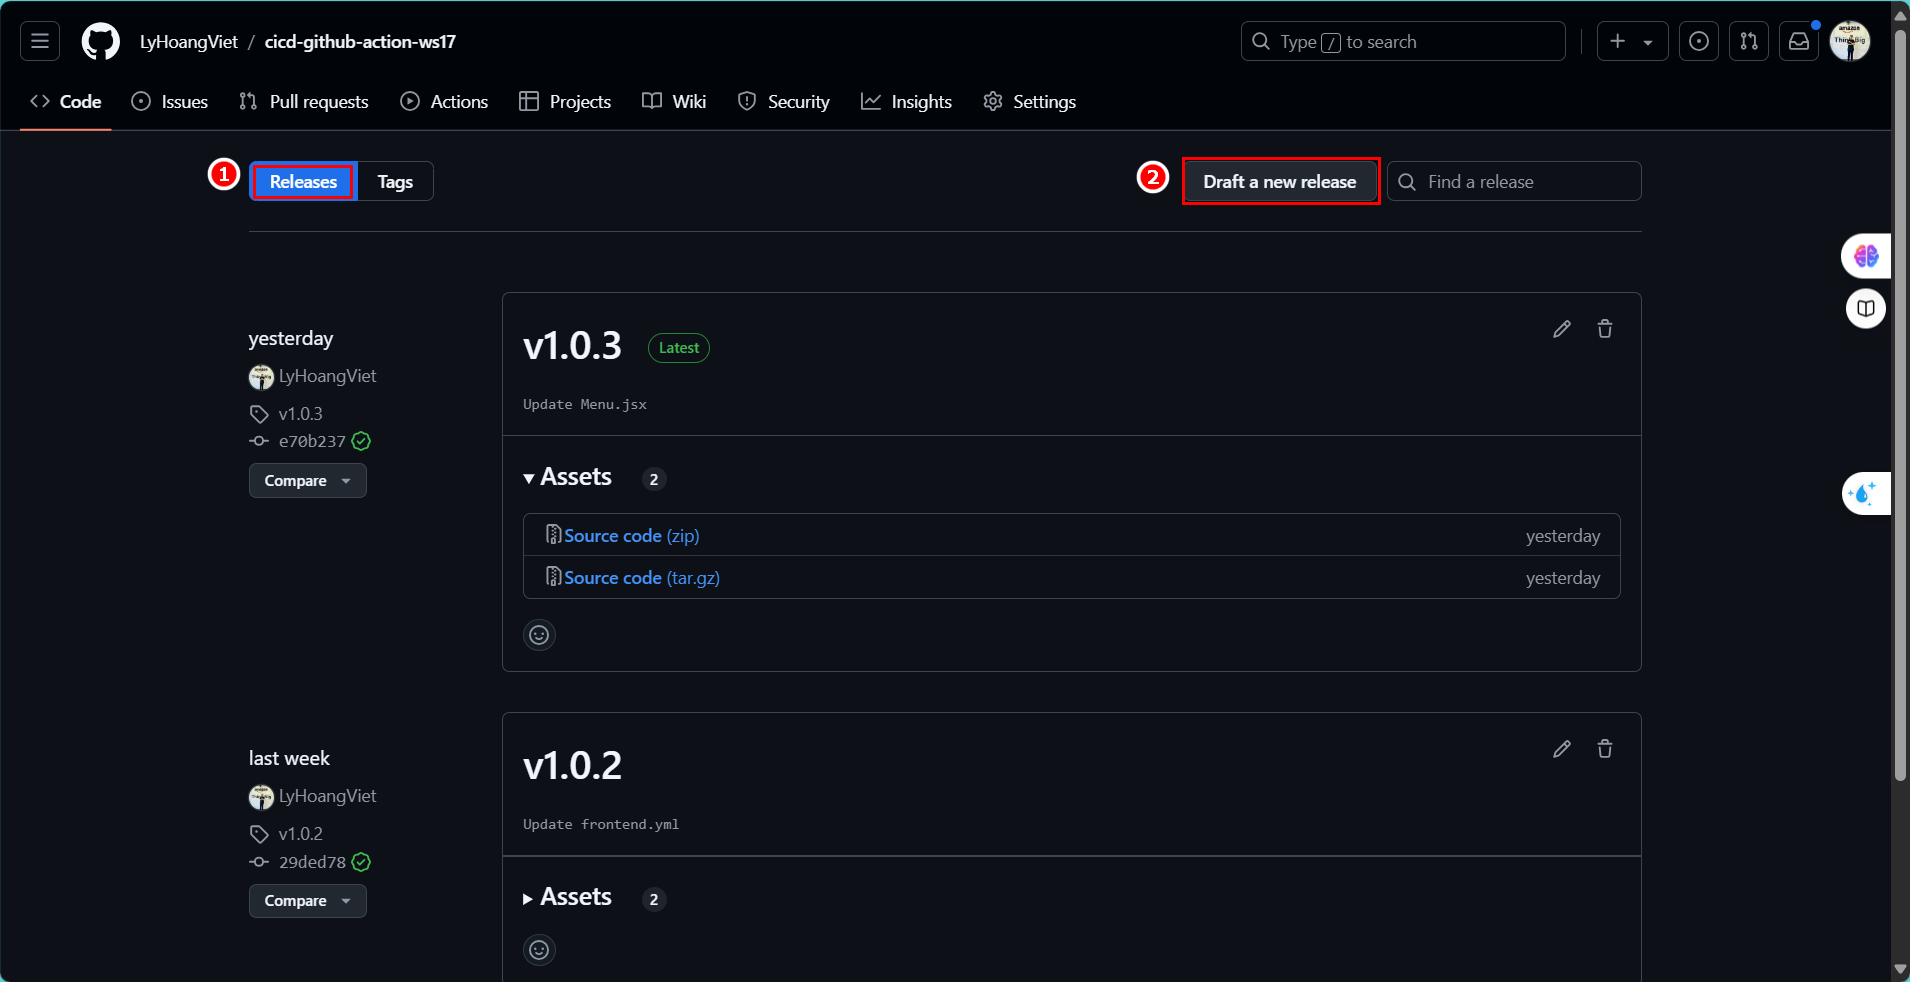 LyHoangViet / cicd-github-action-ws17
Type / to search
Code Issues Pull requests Actions Projects Wiki Security Insights Settings
1 Releases Tags 2 Draft a new release Find a release
yesterday
LyHoangViet
v1.0.3
e70b237
Compare
v1.0.3 Latest
Update Menu.jsx
Assets 2
Source code (zip) yesterday
Source code (tar.gz) yesterday
last week
LyHoangViet
v1.0.2
29ded78
Compare
v1.0.2
Update frontend.yml
Assets 2